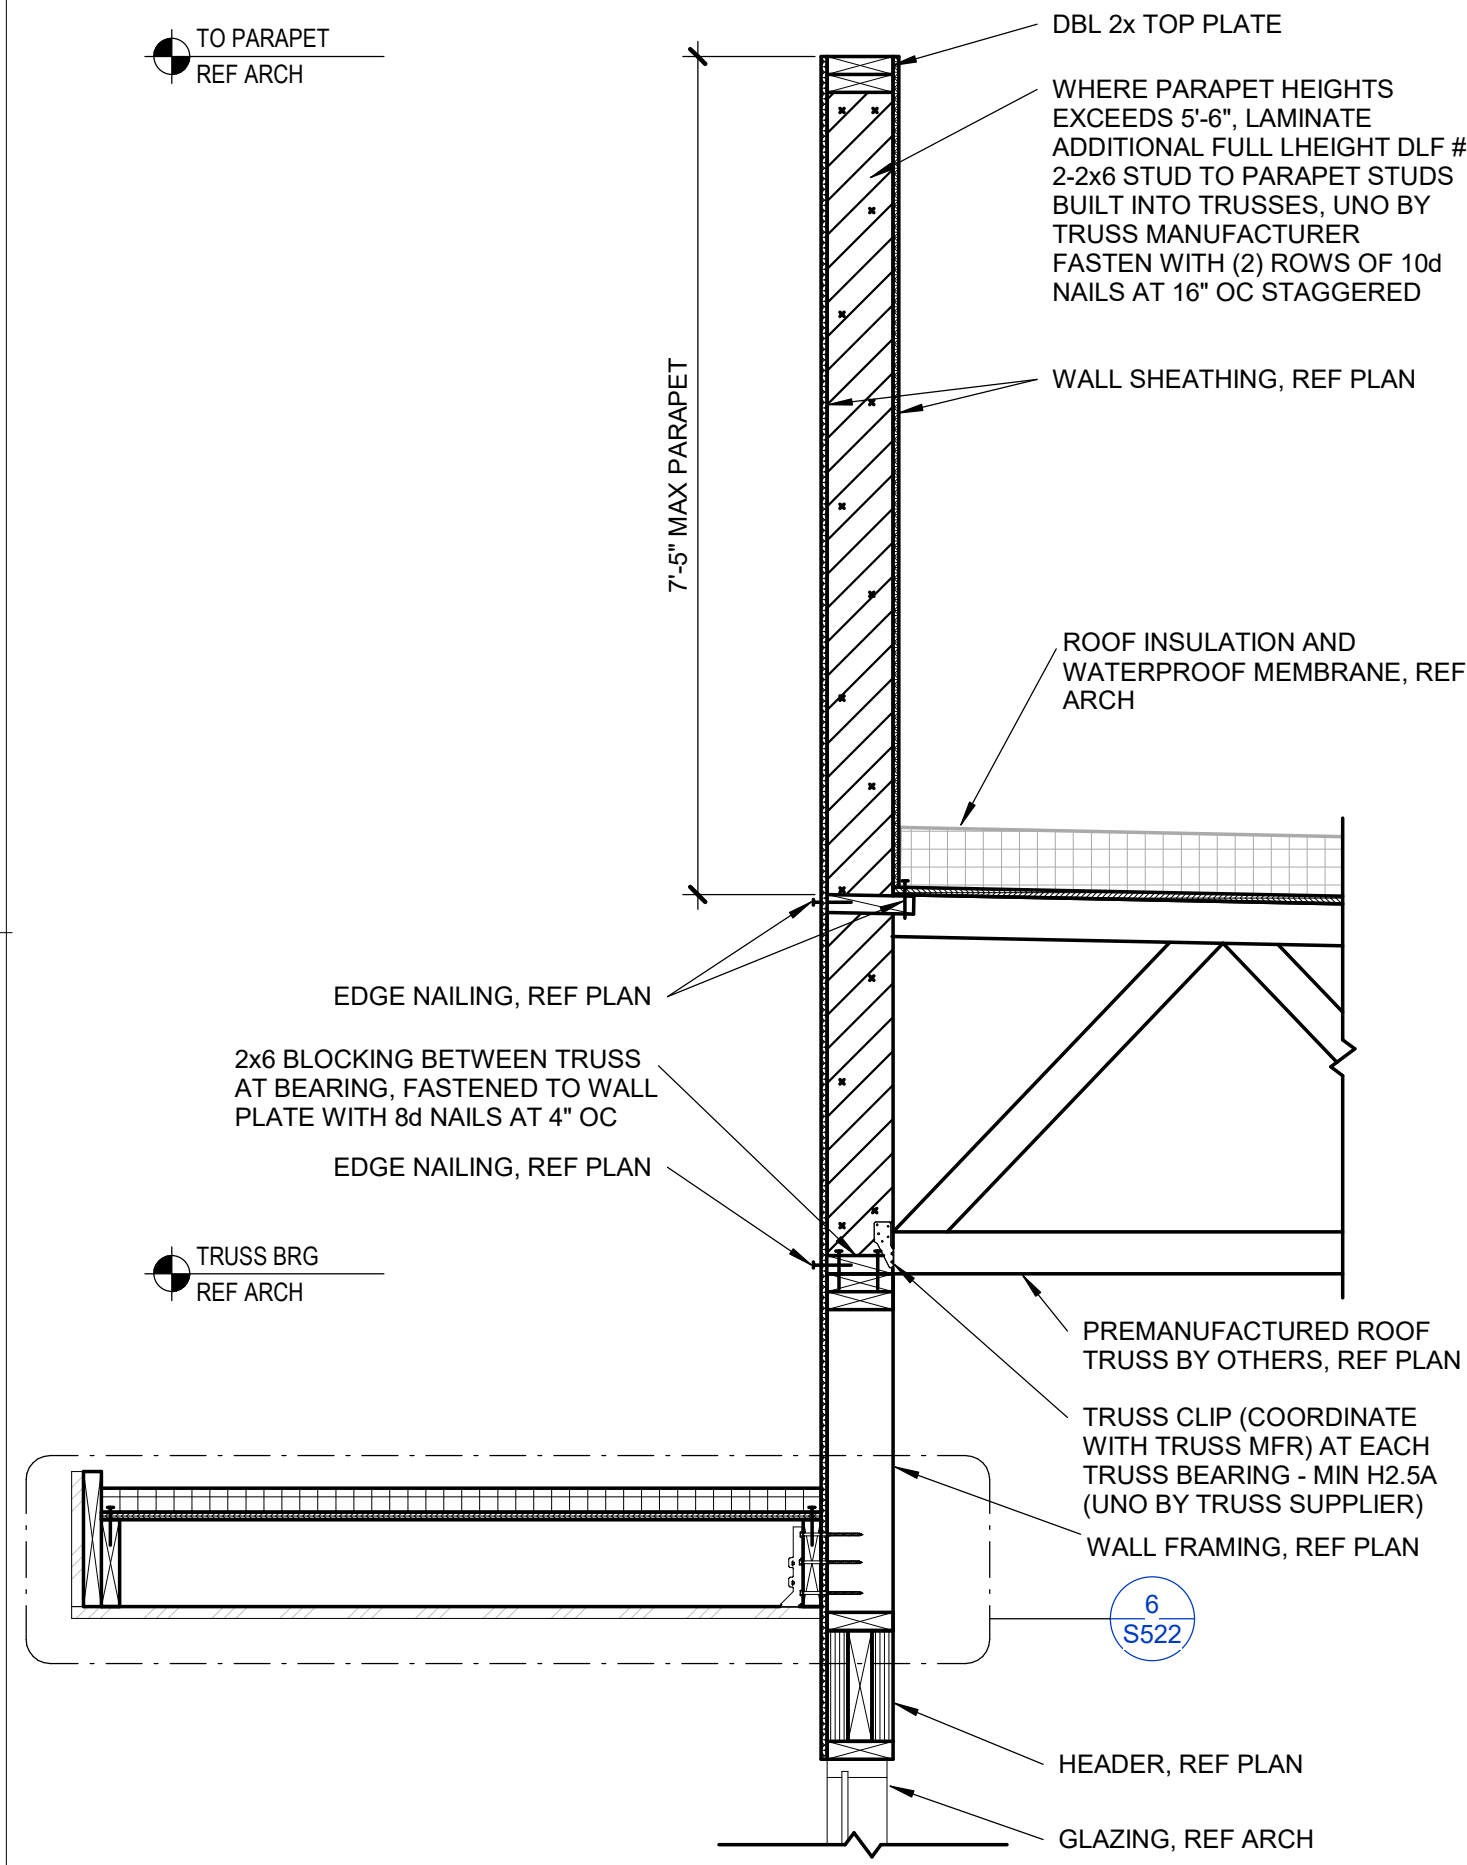 TO PARAPET
REF ARCH
DBL 2x TOP PLATE
WHERE PARAPET HEIGHTS
EXCEEDS 5'-6", LAMINATE
ADDITIONAL FULL LHEIGHT DLF #
2-2x6 STUD TO PARAPET STUDS
BUILT INTO TRUSSES, UNO BY
TRUSS MANUFACTURER
FASTEN WITH (2) ROWS OF 10d
NAILS AT 16" OC STAGGERED
WALL SHEATHING, REF PLAN
7'-5" MAX PARAPET
ROOF INSULATION AND
WATERPROOF MEMBRANE, REF
ARCH
EDGE NAILING, REF PLAN
2x6 BLOCKING BETWEEN TRUSS
AT BEARING, FASTENED TO WALL
PLATE WITH 8d NAILS AT 4" OC
EDGE NAILING, REF PLAN
TRUSS BRG
REF ARCH
PREMANUFACTURED ROOF
TRUSS BY OTHERS, REF PLAN
TRUSS CLIP (COORDINATE
WITH TRUSS MFR) AT EACH
TRUSS BEARING - MIN H2.5A
(UNO BY TRUSS SUPPLIER)
WALL FRAMING, REF PLAN
6
S522
HEADER, REF PLAN
GLAZING, REF ARCH